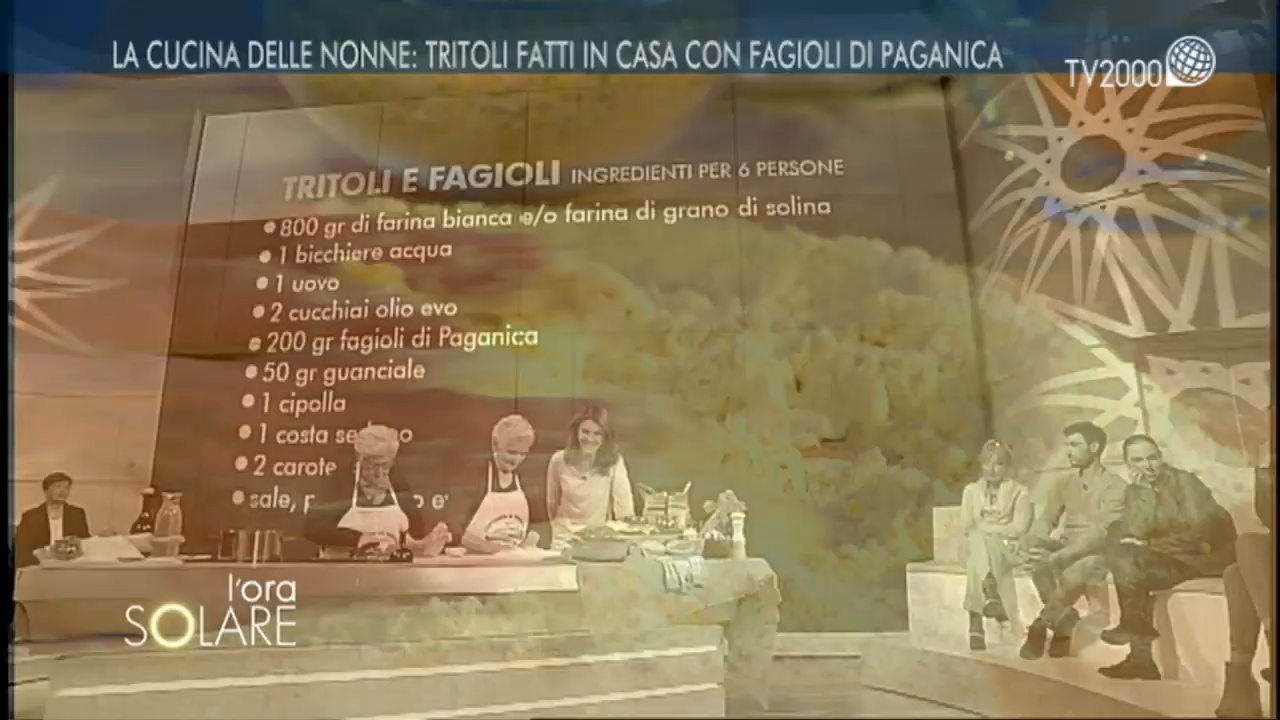 LA CUCINA DELLE NONNE: TRITOLI FATTI IN CASA CON FAGIOLI DI PAGANICA
TV2000
TRITOLI E FAGIOLI INGREDIENTI PER 6 PERSONE
• 800 gr di farina bianca e/o farina di grano di solina
• 1 bicchiere acqua
• 1 uovo
• 2 cucchiai olio evo
• 200 gr fagioli di Paganica
• 50 gr guanciale
• 1 cipolla
• 1 costa
• 2 carote
• sale,
l'ora
SOLARE